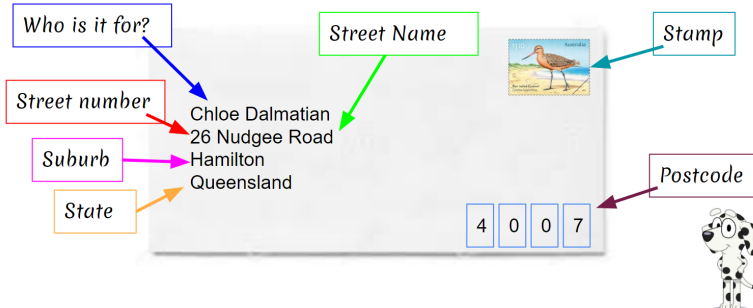 Who is it for?
Street Name
Stamp
Australia
Street number
Chloe Dalmatian
26 Nudgee Road
Suburb
Hamilton
Queensland
State
Postcode
4 0 0 7